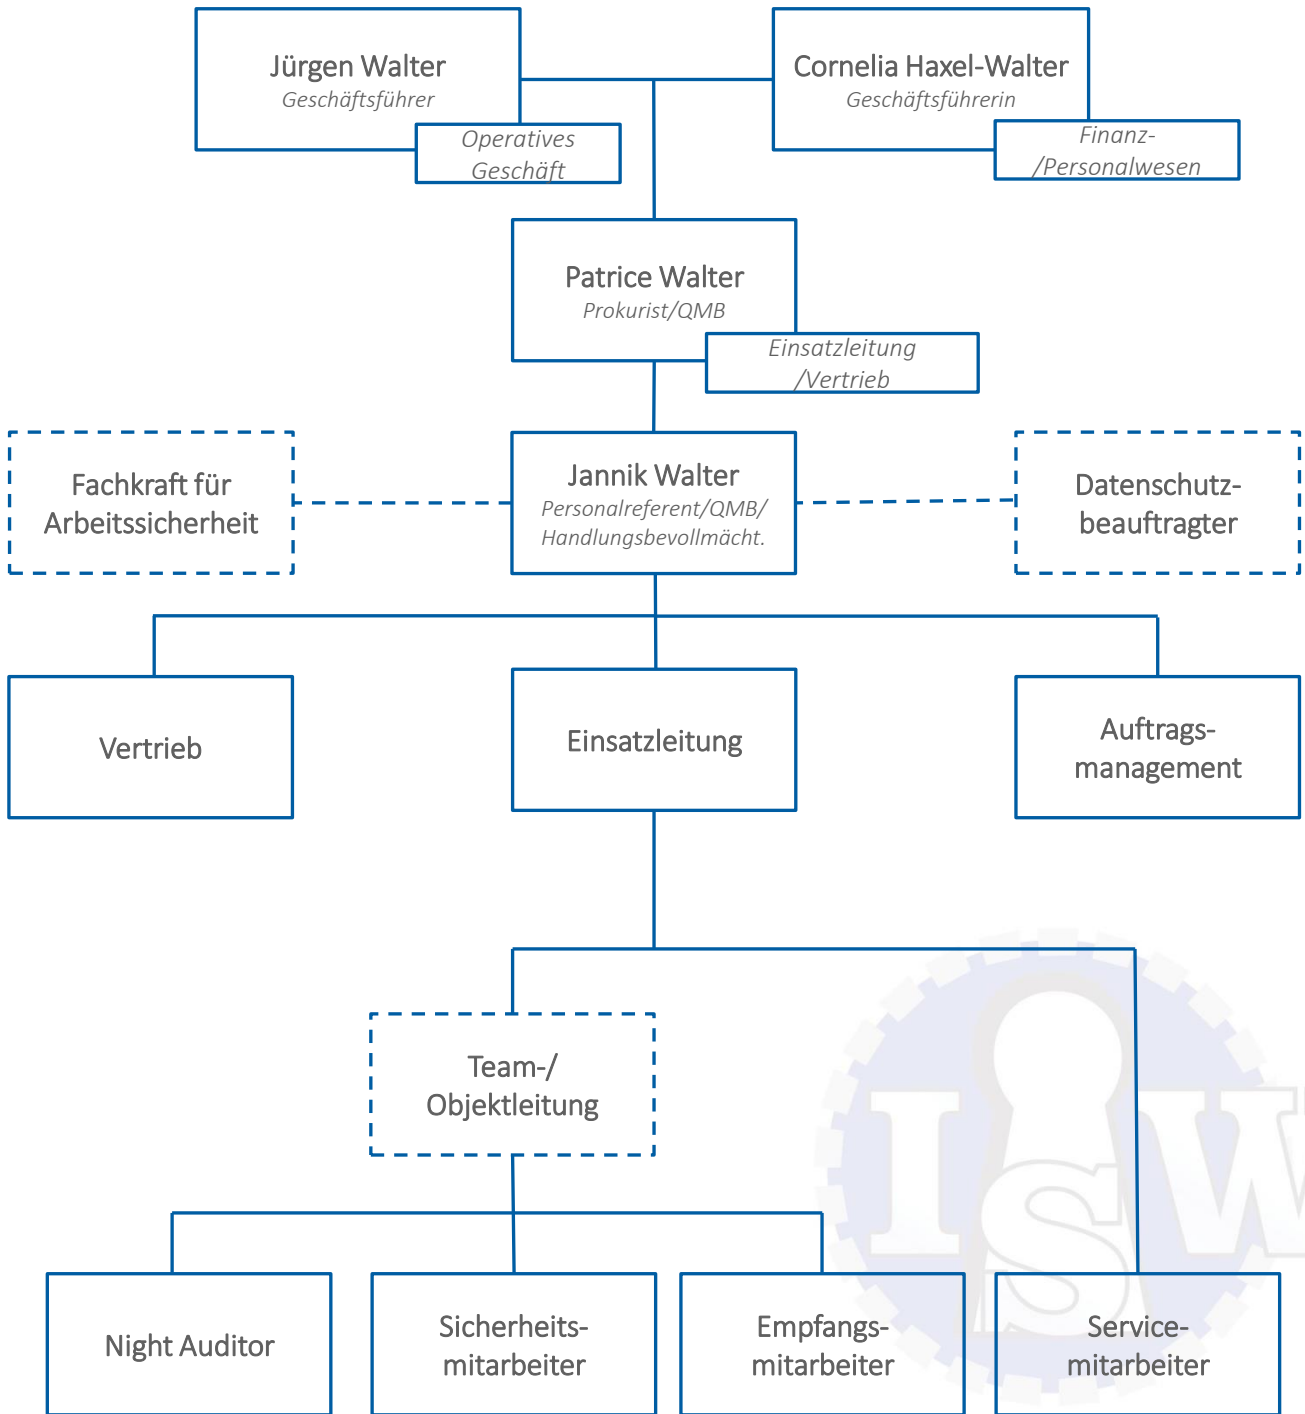 Jürgen Walter
Geschäftsführer
Operatives
Geschäft
Cornelia Haxel-Walter
Geschäftsführerin
Finanz-
/Personalwesen
Patrice Walter
Prokurist/QMB
Einsatzleitung
/Vertrieb
Fachkraft für
Arbeitssicherheit
Jannik Walter
Personalreferent/QMB/
Handlungsbevollmächt.
Datenschutz-
beauftragter
Vertrieb
Einsatzleitung
Auftrags-
management
Team-/
Objektleitung
ISW
Night Auditor
Sicherheits-
mitarbeiter
Empfangs-
mitarbeiter
Service-
mitarbeiter